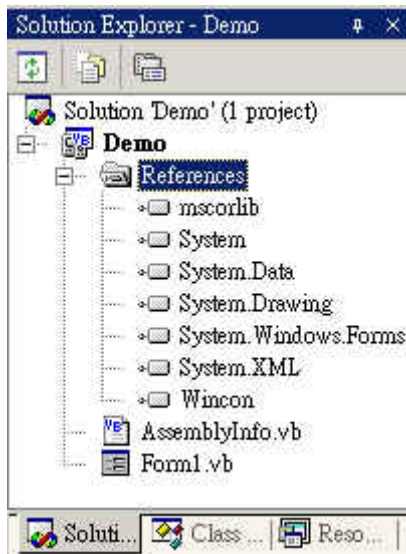 Solution Explorer - Demo
Solution 'Demo' (1 project)
Demo
References
mscorlib
System
System.Data
System.Drawing
System.Windows.Forms
System.XML
Wincon
AssemblyInfo.vb
Form1.vb
Soluti... Class ... Reso...